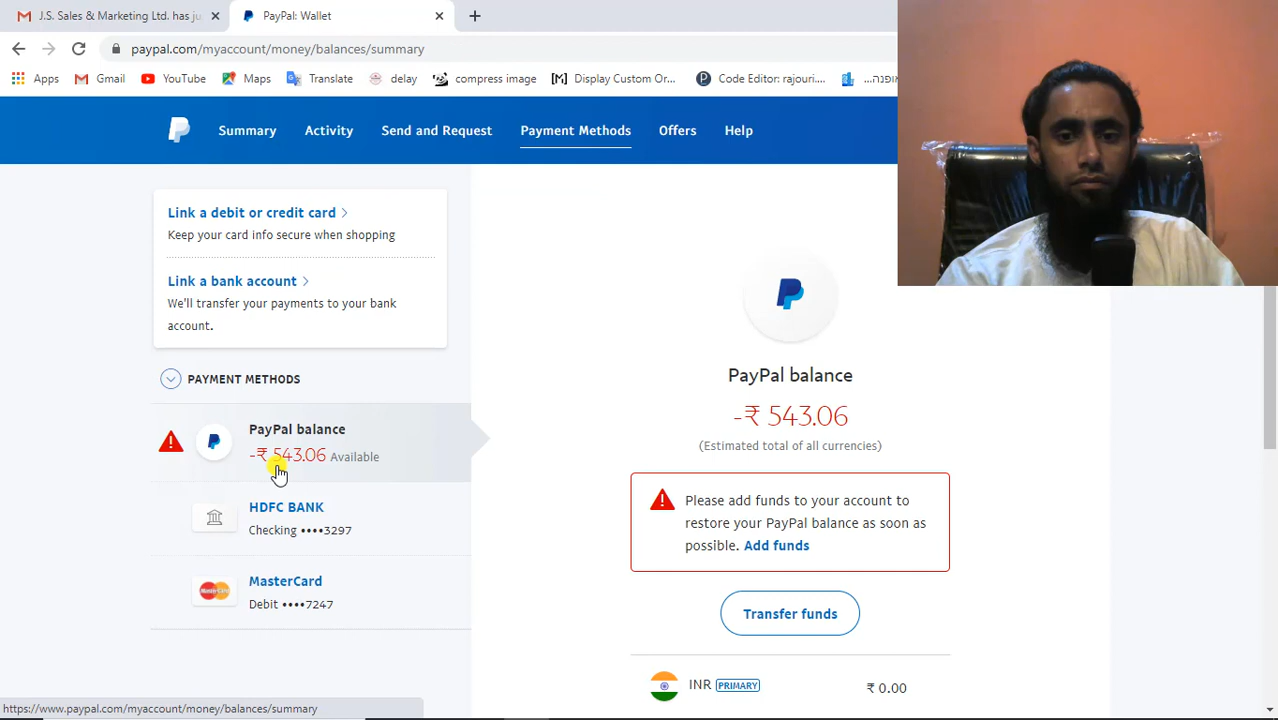 J.S. Sales & Marketing Ltd. has ju
PayPal: Wallet
paypal.com/myaccount/money/balances/summary
Apps
Gmail
YouTube
Maps
Translate
delay
compress image
Display Custom Or...
Code Editor: rajouri....
...אופנה
Summary
Activity
Send and Request
Payment Methods
Offers
Help
Link a debit or credit card
Keep your card info secure when shopping
Link a bank account
We'll transfer your payments to your bank
account.
PAYMENT METHODS
PayPal balance
-₹ 543.06 Available
HDFC BANK
Checking ••••3297
MasterCard
Debit ••••7247
PayPal balance
-₹ 543.06
(Estimated total of all currencies)
Please add funds to your account to
restore your PayPal balance as soon as
possible. Add funds
Transfer funds
INR PRIMARY
₹ 0.00
https://www.paypal.com/myaccount/money/balances/summary